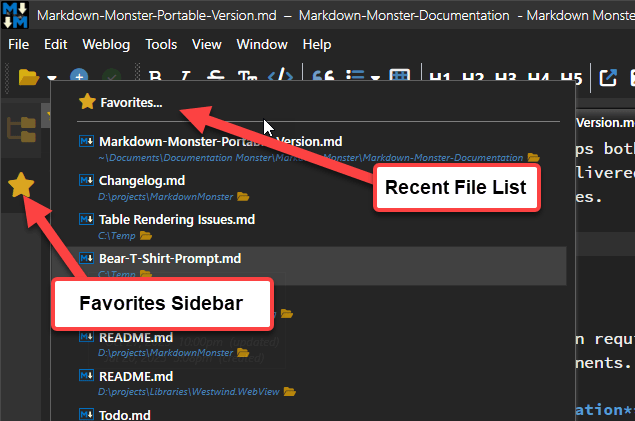 Markdown-Monster-Portable-Version.md – Markdown-Monster-Documentation - Markdown Monste
File Edit Weblog Tools View Window Help
B I S Tт </> H1 H2 H3 H4 H5
Favorites...
Version.md
Markdown-Monster-Portable-Version.md
~\Documents\Documentation Monster\Markdown-Monster-Documentation
ps both
livered
es.
Changelog.md
D:\projects\MarkdownMonster
Recent File List
Table Rendering Issues.md
C:\Temp
Bear-T-Shirt-Prompt.md
C:\Temp
Favorites Sidebar
README.md
D:\projects\MarkdownMonster
n requi
nents.
README.md
D:\projects\Libraries\Westwind.WebView
ation**
Todo.md